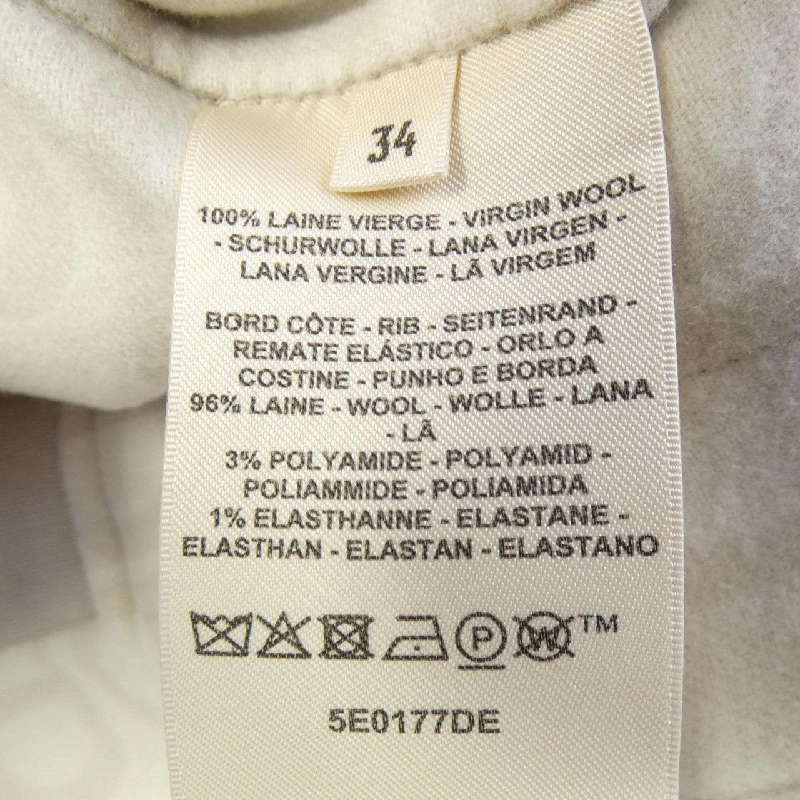 34
100% LAINE VIERGE - VIRGIN WOOL
- SCHURWOLLE - LANA VIRGEN -
LANA VERGINE - LÃ VIRGEM
BORD CÔTE - RIB - SEITENRAND -
REMATE ELÁSTICO - ORLO A
COSTINE - PUNHO E BORDA
96% LAINE - WOOL - WOLLE - LANA
- LÃ
3% POLYAMIDE - POLYAMID -
POLIAMMIDE - POLIAMIDA
1% ELASTHANNE - ELASTANE -
ELASTHAN - ELASTAN - ELASTANO
P W TM
5E0177DE